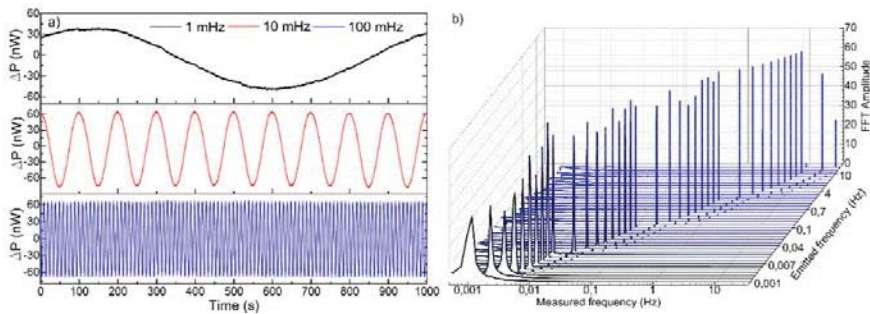 a)
1 mHz
10 mHz
100 mHz
ΔP (nW)
30
0
-30
-60
ΔP (nW)
60
30
0
-30
-60
ΔP (nW)
60
30
0
-30
-60
0 100 200 300 400 500 600 700 800 900 1000
Time (s)
b)
70
60
50
40
30
20
10
0
FFT Amplitude
10
4
0,7
0,1
0,04
0,007
0,001
Emitted frequency (Hz)
0,001 0,01 0,1 1 10
Measured frequency (Hz)